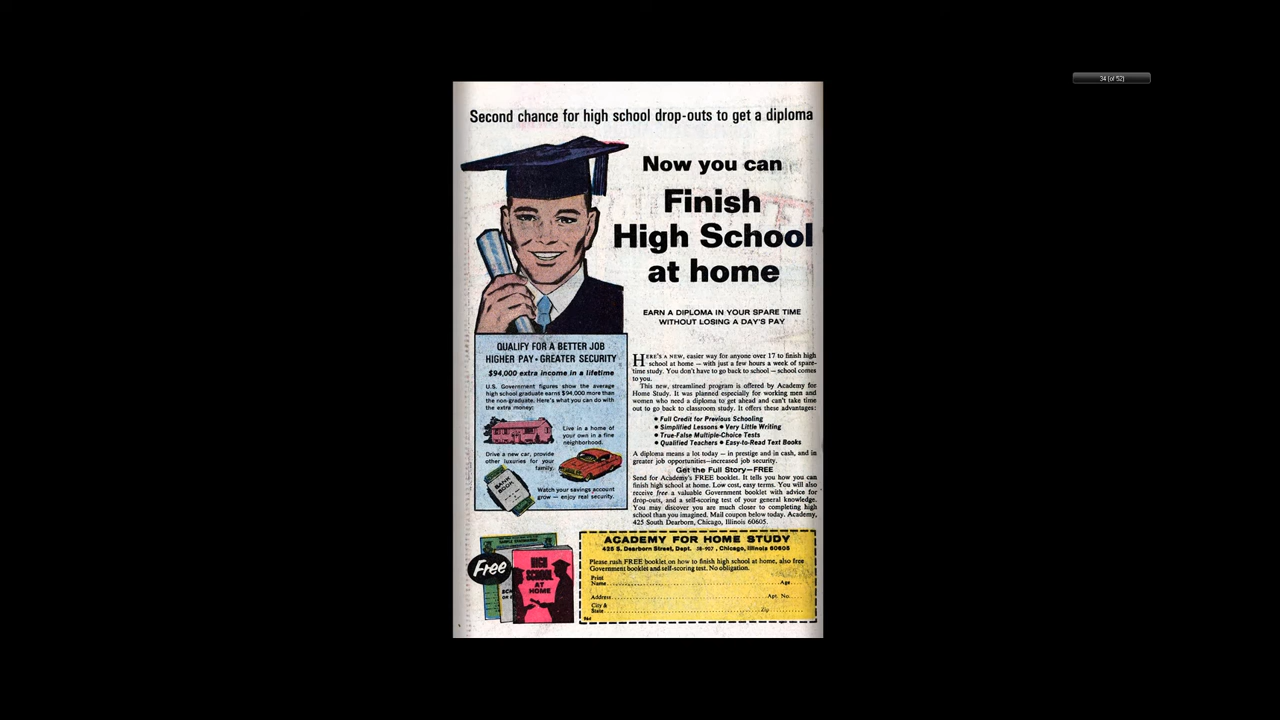 34 (of 52)
Second chance for high school drop-outs to get a diploma
Now you can
Finish
High School
at home
EARN A DIPLOMA IN YOUR SPARE TIME
WITHOUT LOSING A DAY'S PAY
QUALIFY FOR A BETTER JOB
HIGHER PAY • GREATER SECURITY
$94,000 extra income in a lifetime
U.S. Government figures show the average
high school graduate earns $94,000 more than
the non-graduate. Here's what you can do with
the extra money:
Live in a home of
your own in a fine
neighborhood.
Drive a new car, provide
other luxuries for your
family.
BANK
BOOK
Watch your savings account
grow — enjoy real security.
HERE'S A NEW, easier way for anyone over 17 to finish high
school at home — with just a few hours a week of spare-
time study. You don't have to go back to school — school comes
to you.
This new, streamlined program is offered by Academy for
Home Study. It was planned especially for working men and
women who need a diploma to get ahead and can't take time
out to go back to classroom study. It offers these advantages:
• Full Credit for Previous Schooling
• Simplified Lessons • Very Little Writing
• True-False Multiple-Choice Tests
• Qualified Teachers • Easy-to-Read Text Books
A diploma means a lot today — in prestige and in cash, and in
greater job opportunities—increased job security.
Get the Full Story—FREE
Send for Academy's FREE booklet. It tells you how you can
finish high school at home. Low cost, easy terms. You will also
receive free a valuable Government booklet with advice for
drop-outs, and a self-scoring test of your general knowledge.
You may discover you are much closer to completing high
school than you imagined. Mail coupon below today. Academy,
425 South Dearborn, Chicago, Illinois 60605.
Free
HIGH
SCHOOL
AT
HOME
ACADEMY FOR HOME STUDY
425 S. Dearborn Street, Dept. 26-907, Chicago, Illinois 60605
Please rush FREE booklet on how to finish high school at home, also free
Government booklet and self-scoring test. No obligation.
Print
Name Age
Address Apt. No.
City &
State Zip